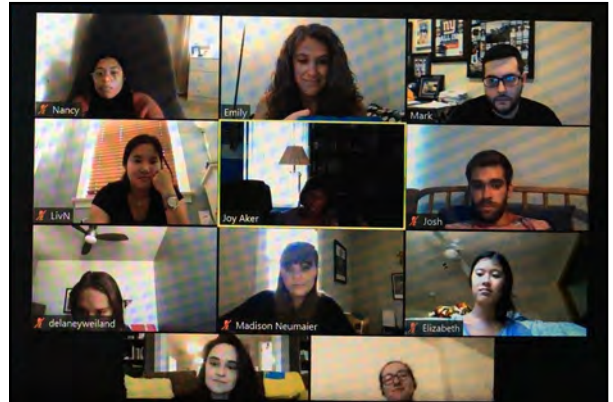 Nancy
Emily
Mark
LivN
Joy Aker
Josh
delaneyweiland
Madison Neumaier
Elizabeth